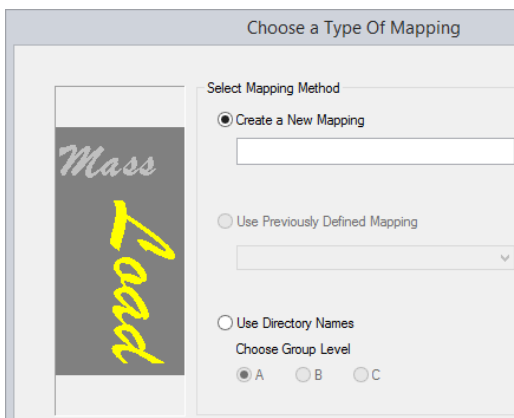 Choose a Type Of Mapping
Mass
Load
Select Mapping Method
Create a New Mapping
Use Previously Defined Mapping
Use Directory Names
Choose Group Level
A B C